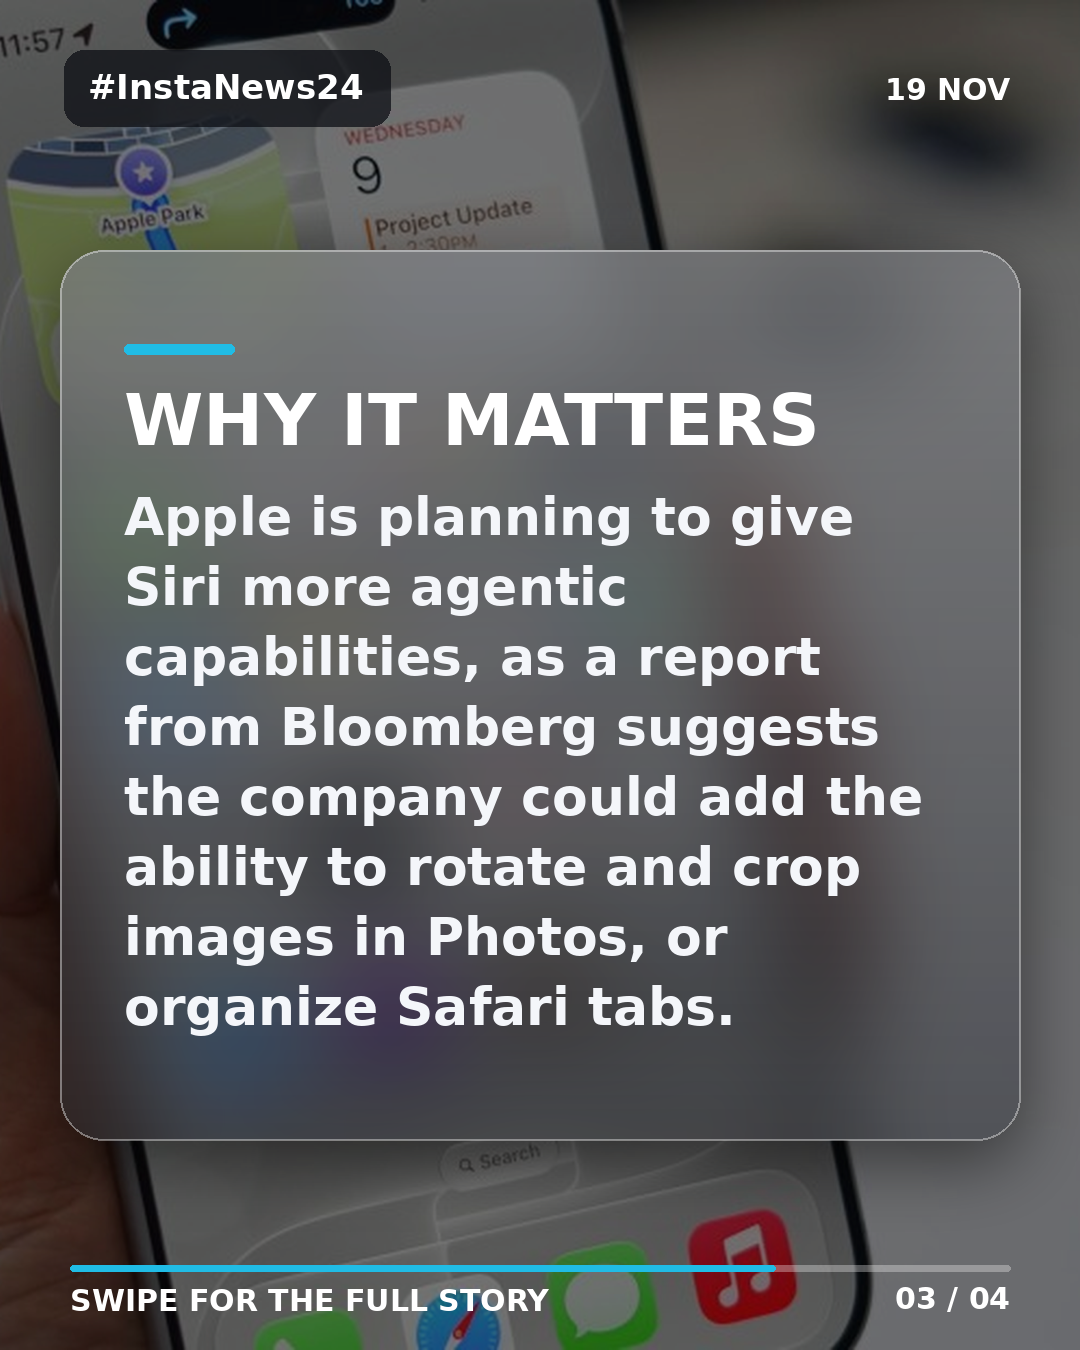 11:57
#InstaNews24
19 NOV
WEDNESDAY
9
Project Update
2:30PM
Apple Park
WHY IT MATTERS
Apple is planning to give
Siri more agentic
capabilities, as a report
from Bloomberg suggests
the company could add the
ability to rotate and crop
images in Photos, or
organize Safari tabs.
Search
SWIPE FOR THE FULL STORY
03 / 04